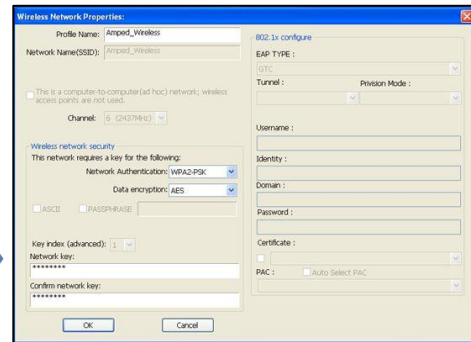 Wireless Network Properties:
Profile Name: Amped_Wireless
Network Name(SSID): Amped_Wireless
This is a computer-to-computer(ad hoc) network; wireless
access points are not used.
Channel: 6 (2437MHz)
Wireless network security
This network requires a key for the following:
Network Authentication: WPA2-PSK
Data encryption: AES
ASCII PASSPHRASE
Key index (advanced): 1
Network key:
********
Confirm network key:
********
OK Cancel
802.1x configure
EAP TYPE :
GTC
Tunnel : Privision Mode :
Username :
Identity :
Domain :
Password :
Certificate :
PAC : Auto Select PAC